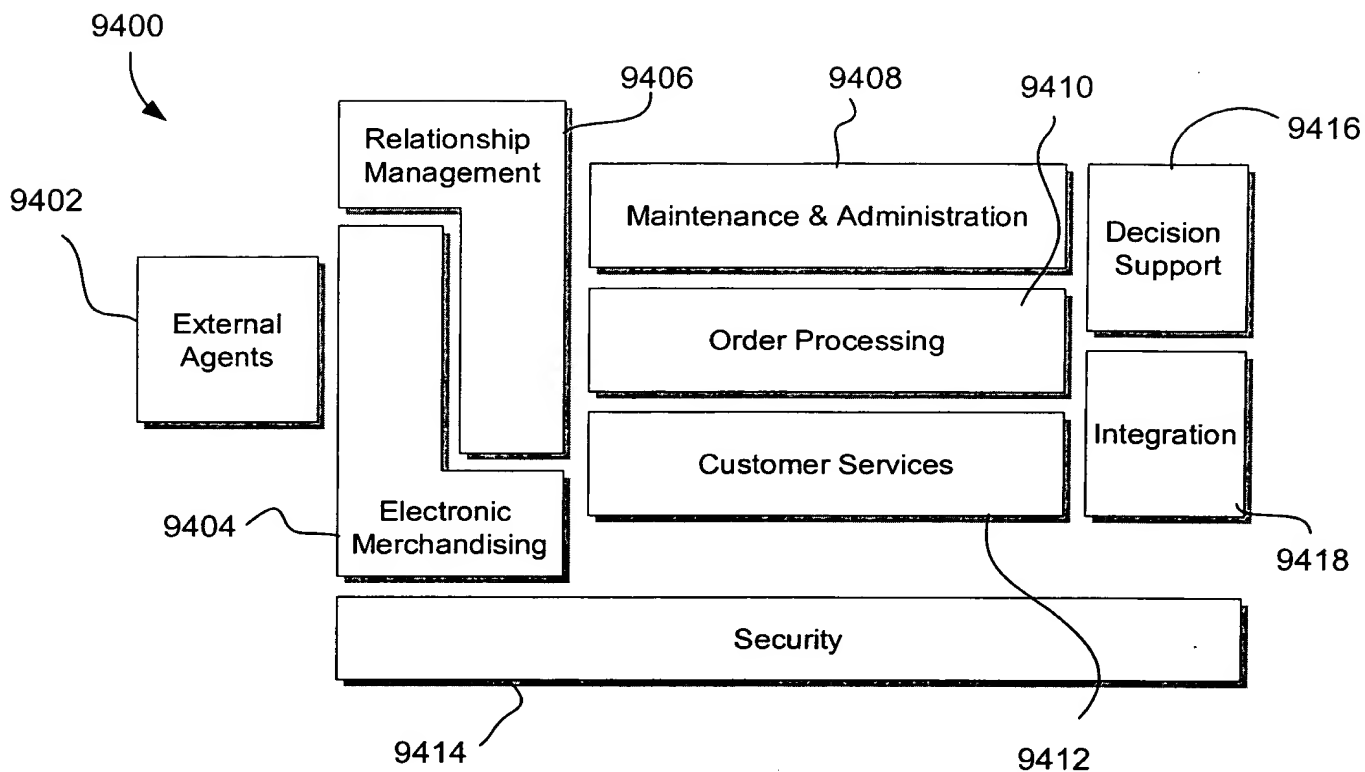 9400
9406
9408
9410
9416
Relationship
Management
9402
Maintenance & Administration
Decision
Support
External
Agents
Order Processing
Integration
Customer Services
9404
Electronic
Merchandising
9418
Security
9414
9412